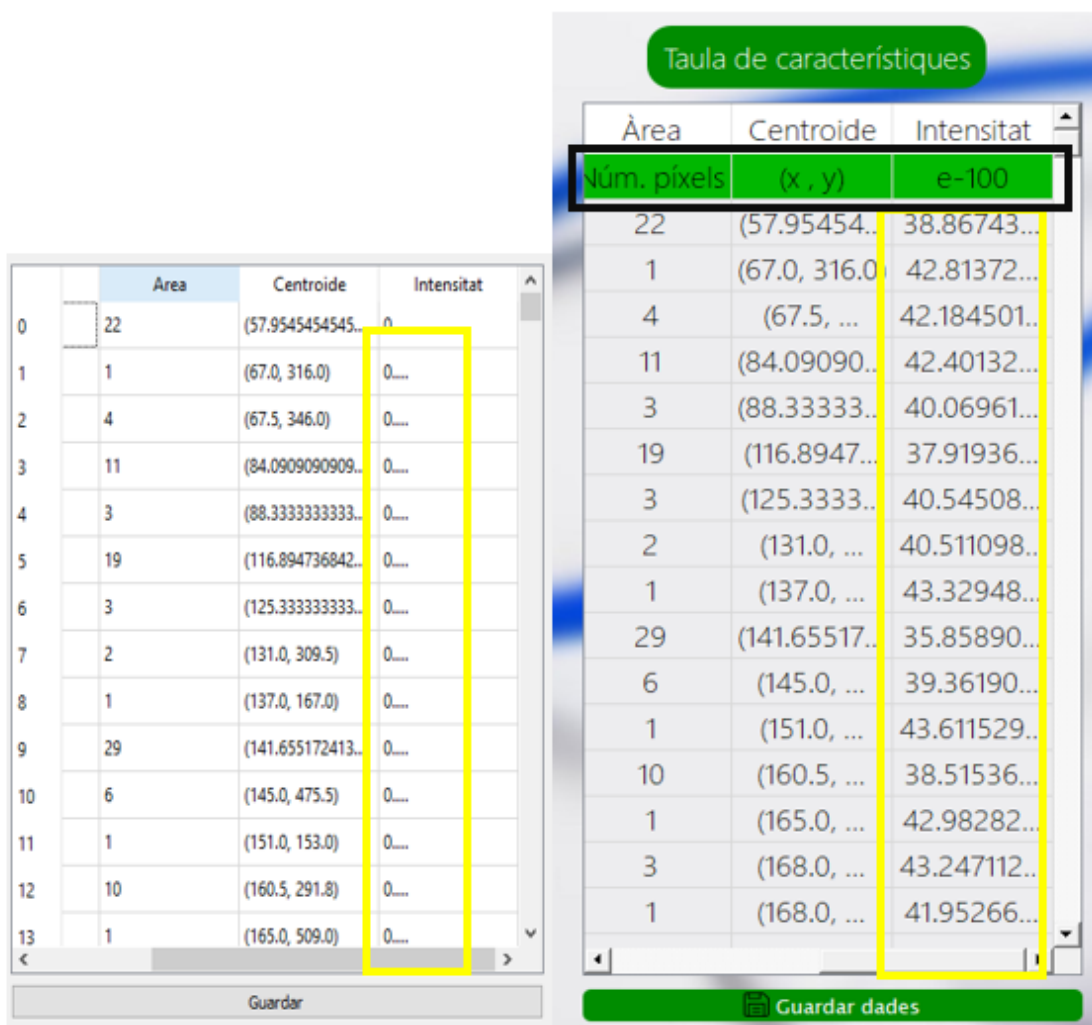 Area Centroide Intensitat
0 22 (57.9545454545... 0....
1 1 (67.0, 316.0) 0....
2 4 (67.5, 346.0) 0....
3 11 (84.0909090909... 0....
4 3 (88.3333333333... 0....
5 19 (116.894736842... 0....
6 3 (125.333333333... 0....
7 2 (131.0, 309.5) 0....
8 1 (137.0, 167.0) 0....
9 29 (141.655172413... 0....
10 6 (145.0, 475.5) 0....
11 1 (151.0, 153.0) 0....
12 10 (160.5, 291.8) 0....
13 1 (165.0, 509.0) 0....
Guardar
Taula de característiques
Àrea Centroide Intensitat
Núm. píxels (x , y) e-100
22 (57.95454... 38.86743...
1 (67.0, 316.0) 42.81372...
4 (67.5, ... 42.184501...
11 (84.09090... 42.40132...
3 (88.33333... 40.06961...
19 (116.8947... 37.91936...
3 (125.3333... 40.54508...
2 (131.0, ... 40.511098...
1 (137.0, ... 43.32948...
29 (141.65517... 35.85890...
6 (145.0, ... 39.36190...
1 (151.0, ... 43.611529...
10 (160.5, ... 38.51536...
1 (165.0, ... 42.98282...
3 (168.0, ... 43.247112...
1 (168.0, ... 41.95266...
Guardar dades